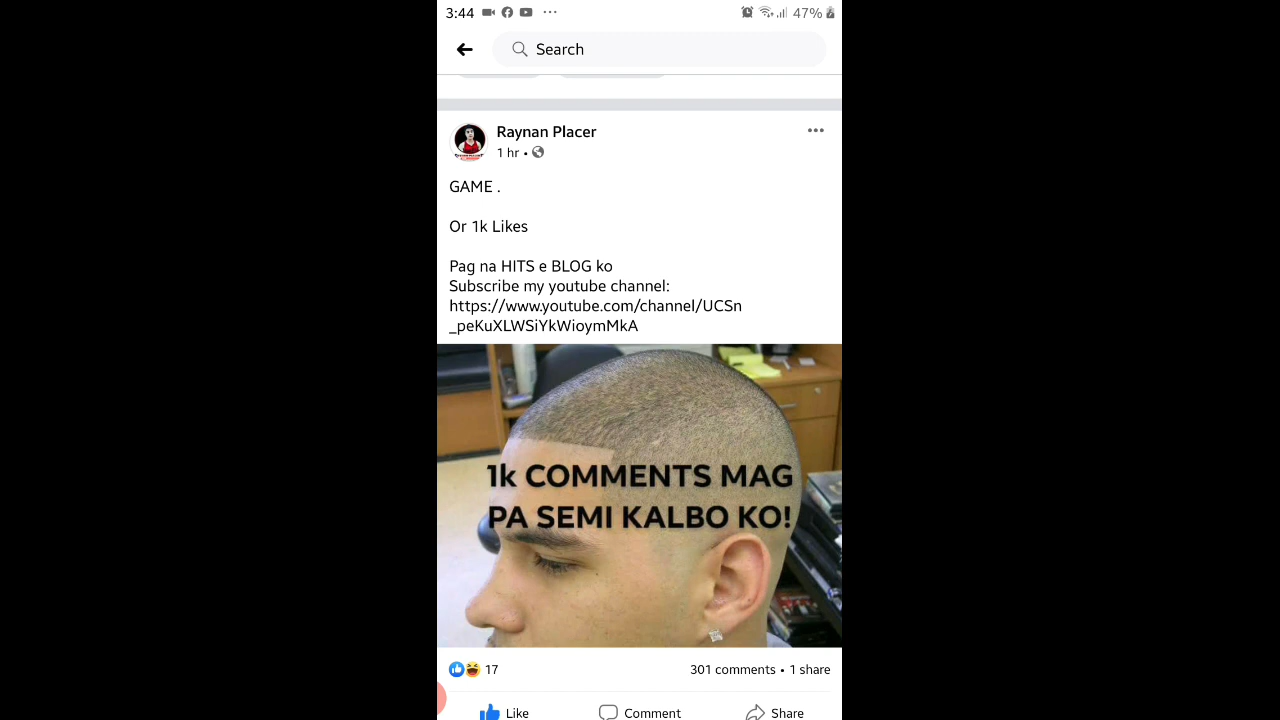 3:44
47%
Search
Raynan Placer
1 hr
GAME .
Or 1k Likes
Pag na HITS e BLOG ko
Subscribe my youtube channel:
https://www.youtube.com/channel/UCSn
_peKuXLWSiYkWioymMkA
1k COMMENTS MAG
PA SEMI KALBO KO!
17
301 comments • 1 share
Like
Comment
Share